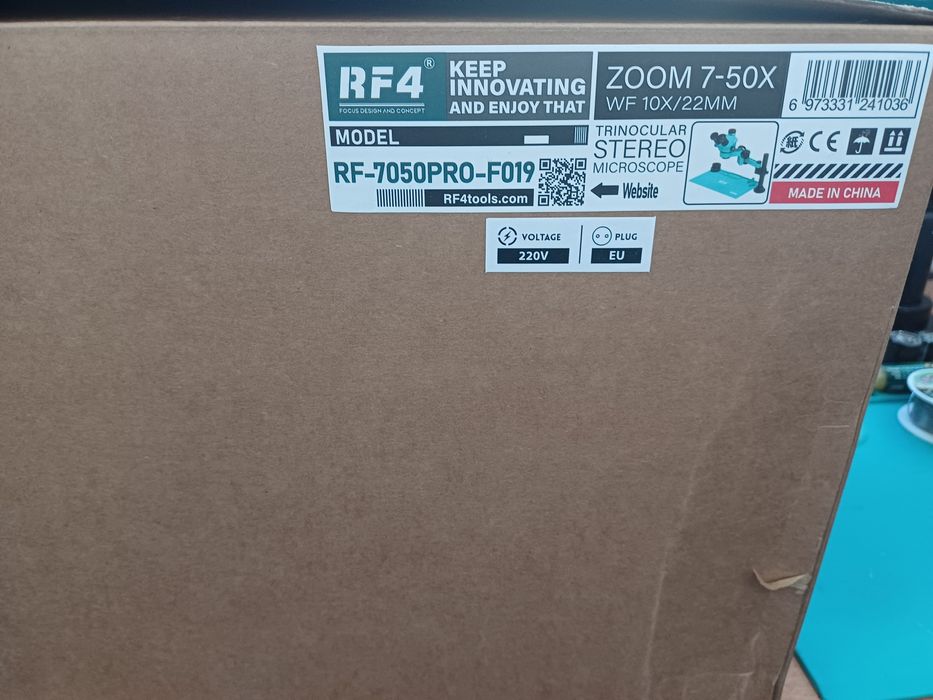 RF4®
FOCUS DESIGN AND CONCEPT
KEEP
INNOVATING
AND ENJOY THAT
ZOOM 7-50X
WF 10X/22MM
6 973331 241036
MODEL
RF-7050PRO-F019
RF4tools.com
TRINOCULAR
STEREO
MICROSCOPE
Website
紙
CE
MADE IN CHINA
VOLTAGE
220V
PLUG
EU